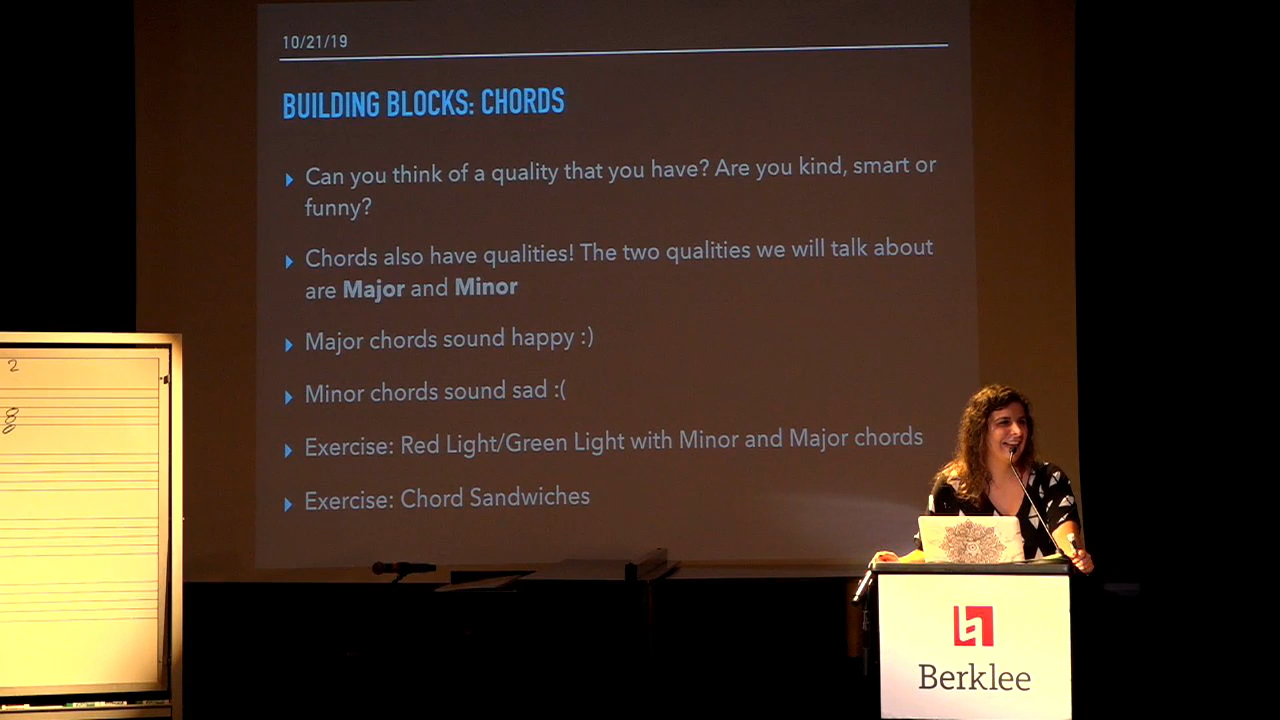 10/21/19
BUILDING BLOCKS: CHORDS
Can you think of a quality that you have? Are you kind, smart or
funny?
Chords also have qualities! The two qualities we will talk about
are Major and Minor
Major chords sound happy :)
Minor chords sound sad :(
Exercise: Red Light/Green Light with Minor and Major chords
Exercise: Chord Sandwiches
2
Berklee